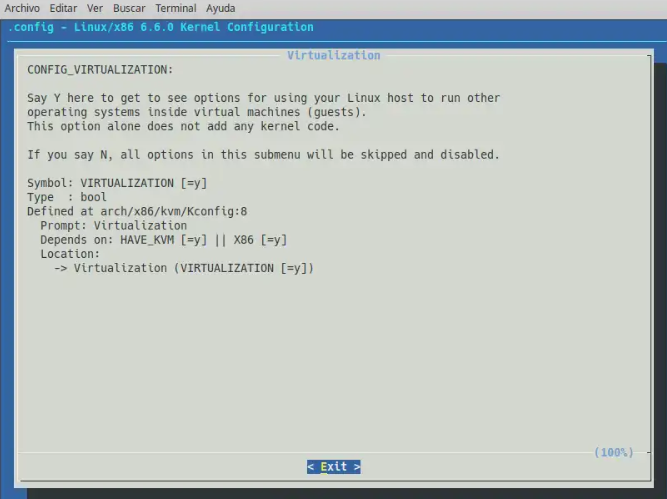 Archivo Editar Ver Buscar Terminal Ayuda
.config - Linux/x86 6.6.0 Kernel Configuration
Virtualization
CONFIG_VIRTUALIZATION:
Say Y here to get to see options for using your Linux host to run other
operating systems inside virtual machines (guests).
This option alone does not add any kernel code.
If you say N, all options in this submenu will be skipped and disabled.
Symbol: VIRTUALIZATION [=y]
Type  : bool
Defined at arch/x86/kvm/Kconfig:8
  Prompt: Virtualization
  Depends on: HAVE_KVM [=y] || X86 [=y]
  Location:
    -> Virtualization (VIRTUALIZATION [=y])
(100%)
< Exit >